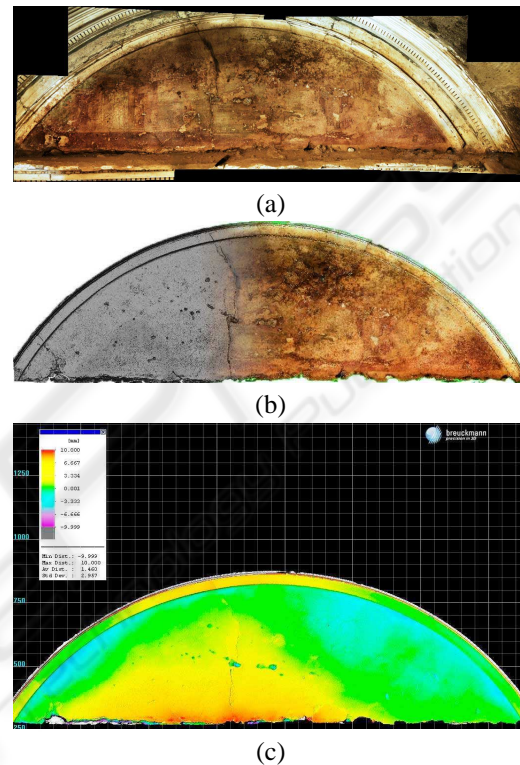 (a)
(b)
breuckmann
precision in 3D
[mm]
10.000
6.667
3.334
0.001
-3.333
-6.666
-9.999
Min Dist.: -9.999
Max Dist.: 10.000
Av Dist. : 1.460
Std Dev. : 2.957
1250
1000
750
500
250
(c)